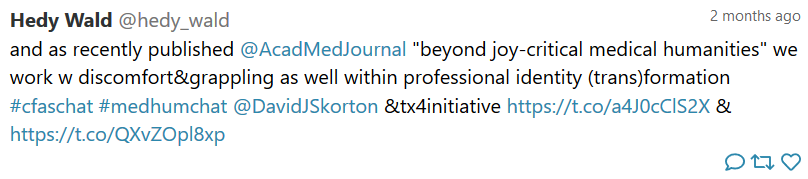 Hedy Wald @hedy_wald 2 months ago
and as recently published @AcadMedJournal "beyond joy-critical medical humanities" we
work w discomfort&grappling as well within professional identity (trans)formation
#cfaschat #medhumchat @DavidJSkorton &tx4initiative https://t.co/a4J0cClS2X &
https://t.co/QXvZOpl8xp